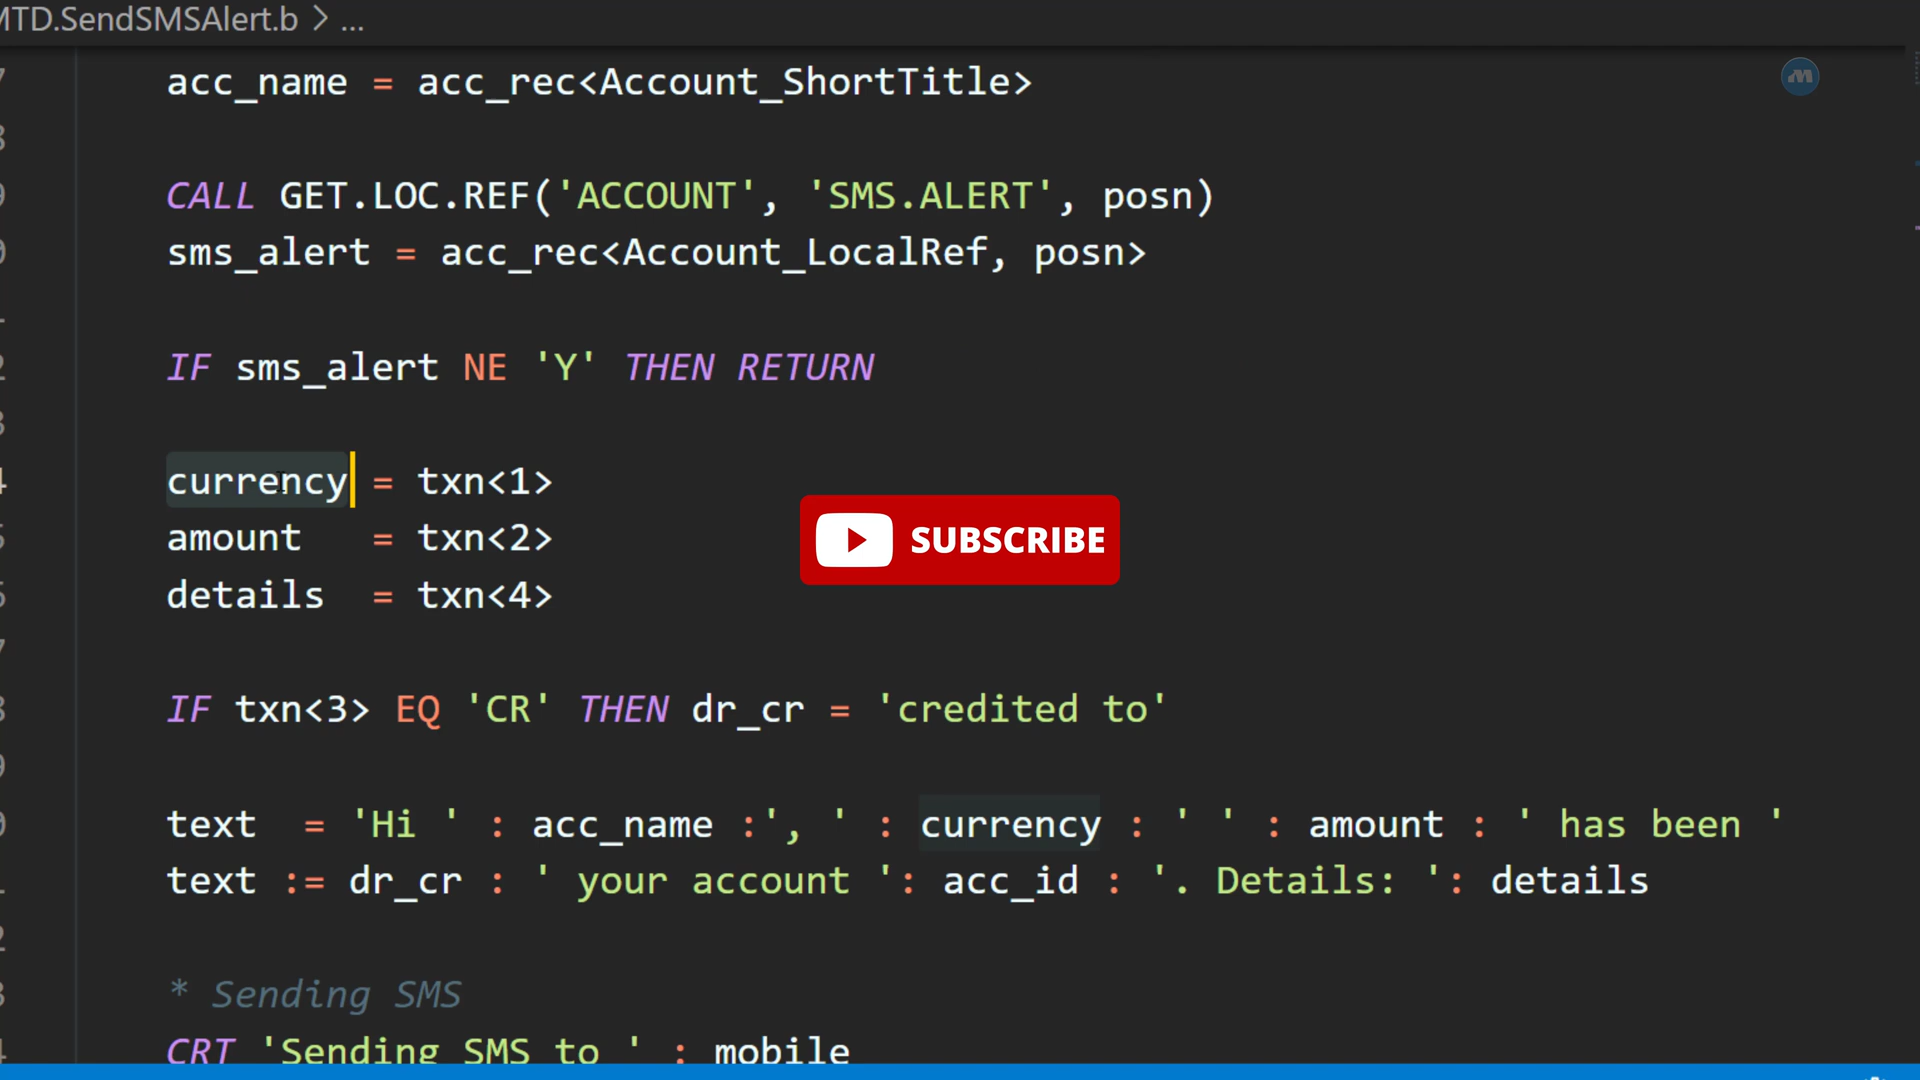 MTD.SendSMSAlert.b > ...
acc_name = acc_rec<Account_ShortTitle>
CALL GET.LOC.REF('ACCOUNT', 'SMS.ALERT', posn)
sms_alert = acc_rec<Account_LocalRef, posn>
IF sms_alert NE 'Y' THEN RETURN
currency = txn<1>
amount   = txn<2>
SUBSCRIBE
details  = txn<4>
IF txn<3> EQ 'CR' THEN dr_cr = 'credited to'
text  = 'Hi ' : acc_name :', ' : currency : ' ' : amount : ' has been '
text := dr_cr : ' your account ': acc_id : '. Details: ': details
* Sending SMS
CRT 'Sending SMS to ' : mobile